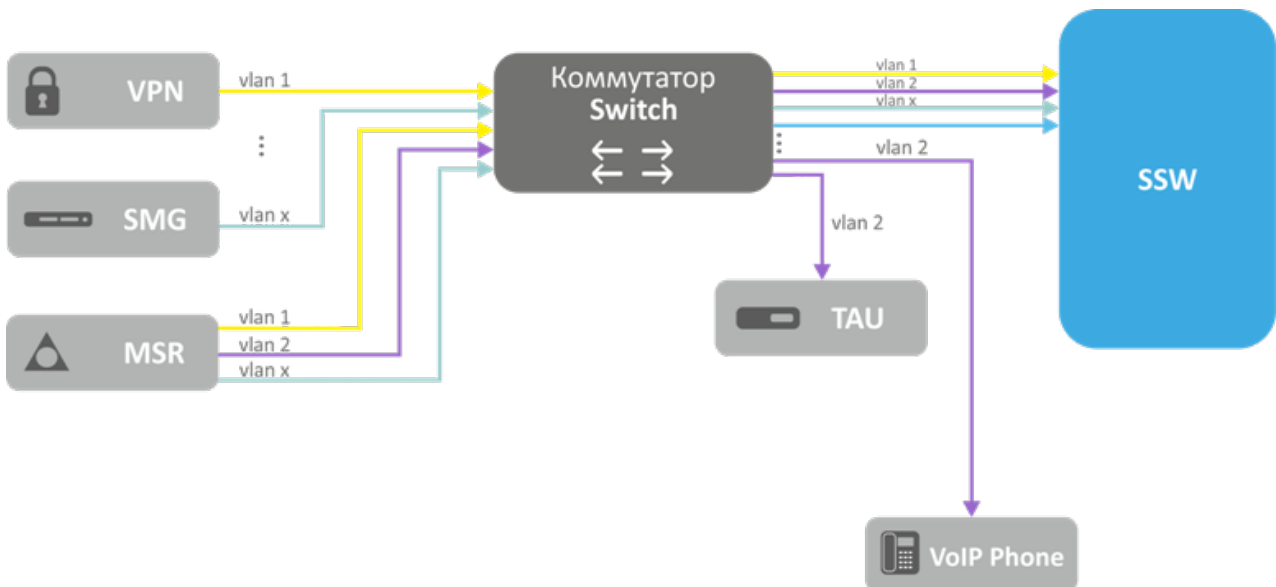 VPN
vlan 1
SMG
vlan x
MSR
vlan 1
vlan 2
vlan x
Коммутатор
Switch
vlan 1
vlan 2
vlan x
vlan 2
vlan 2
TAU
VoIP Phone
SSW